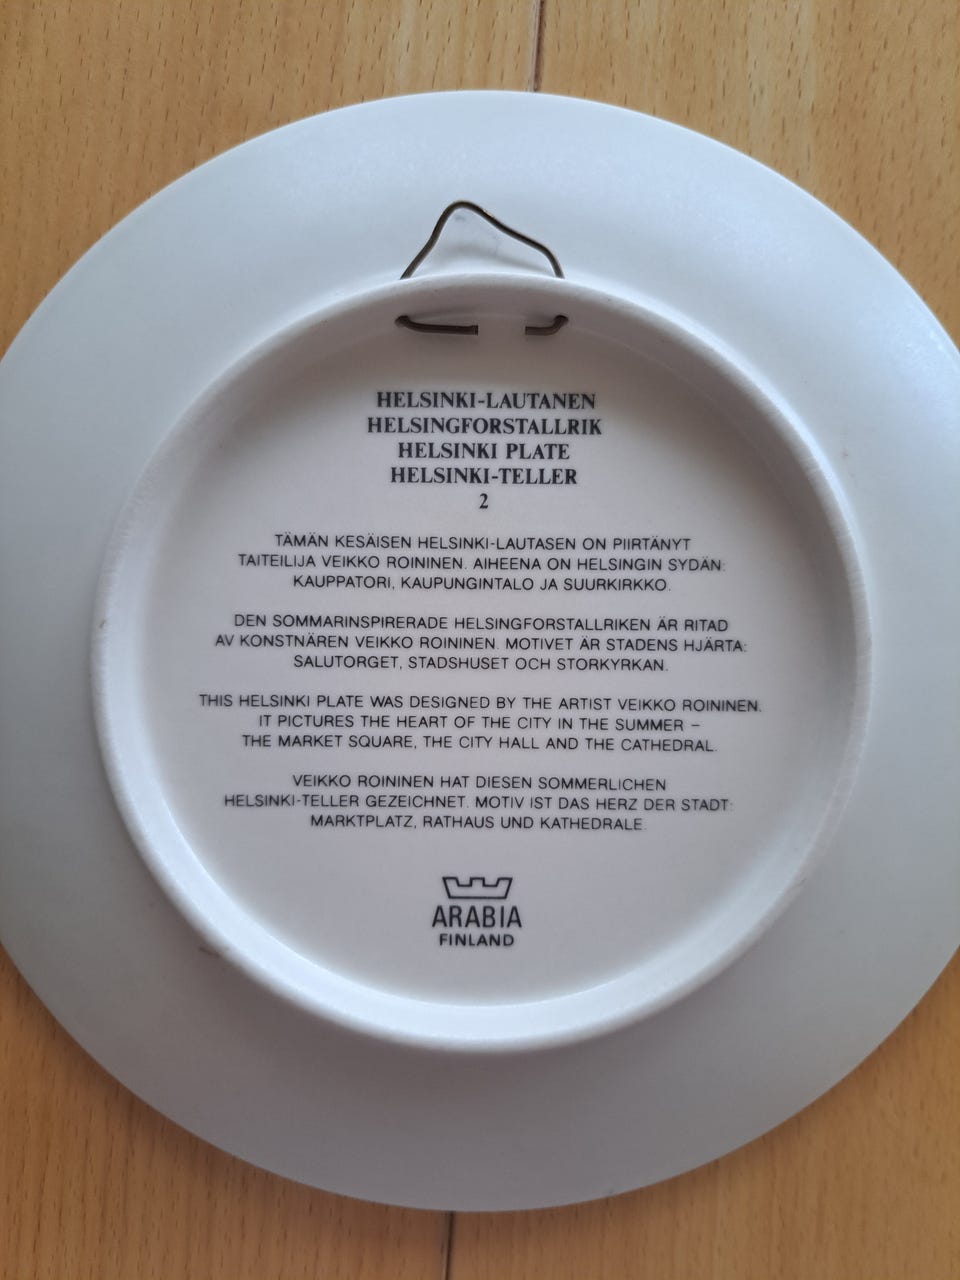 HELSINKI-LAUTANEN
HELSINGFORSTALLRIK
HELSINKI PLATE
HELSINKI-TELLER
2
TÄMÄN KESÄISEN HELSINKI-LAUTASEN ON PIIRTÄNYT
TAITEILIJA VEIKKO ROININEN. AIHEENA ON HELSINGIN SYDÄN:
KAUPPATORI, KAUPUNGINTALO JA SUURKIRKKO.
DEN SOMMARINSPIRERADE HELSINGFORSTALLRIKEN ÄR RITAD
AV KONSTNÄREN VEIKKO ROININEN. MOTIVET ÄR STADENS HJÄRTA:
SALUTORGET, STADSHUSET OCH STORKYRKAN.
THIS HELSINKI PLATE WAS DESIGNED BY THE ARTIST VEIKKO ROININEN.
IT PICTURES THE HEART OF THE CITY IN THE SUMMER –
THE MARKET SQUARE, THE CITY HALL AND THE CATHEDRAL.
VEIKKO ROININEN HAT DIESEN SOMMERLICHEN
HELSINKI-TELLER GEZEICHNET. MOTIV IST DAS HERZ DER STADT:
MARKTPLATZ, RATHAUS UND KATHEDRALE.
ARABIA
FINLAND